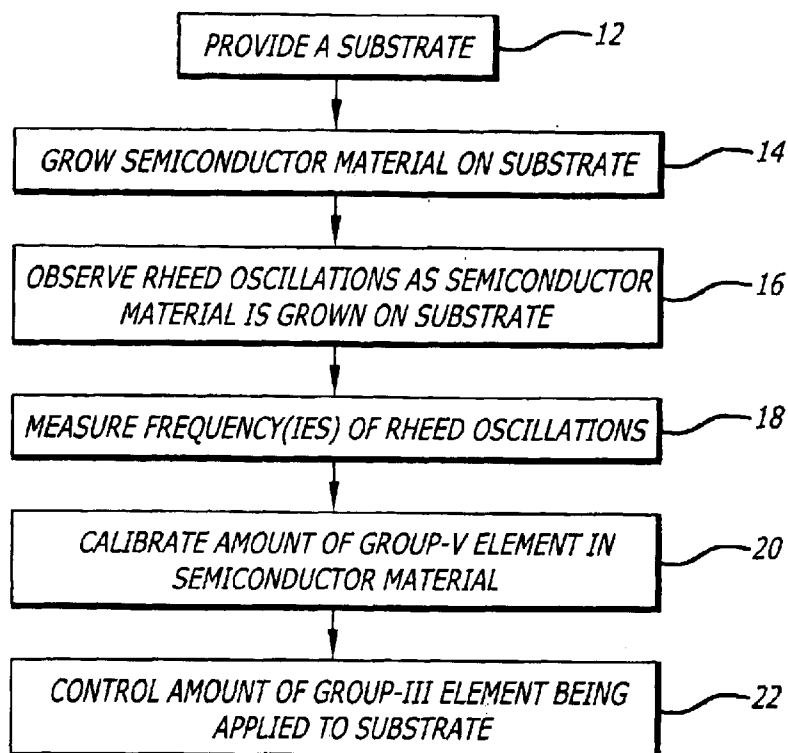 PROVIDE A SUBSTRATE
12
GROW SEMICONDUCTOR MATERIAL ON SUBSTRATE
14
OBSERVE RHEED OSCILLATIONS AS SEMICONDUCTOR
MATERIAL IS GROWN ON SUBSTRATE
16
MEASURE FREQUENCY(IES) OF RHEED OSCILLATIONS
18
CALIBRATE AMOUNT OF GROUP-V ELEMENT IN
SEMICONDUCTOR MATERIAL
20
CONTROL AMOUNT OF GROUP-III ELEMENT BEING
APPLIED TO SUBSTRATE
22